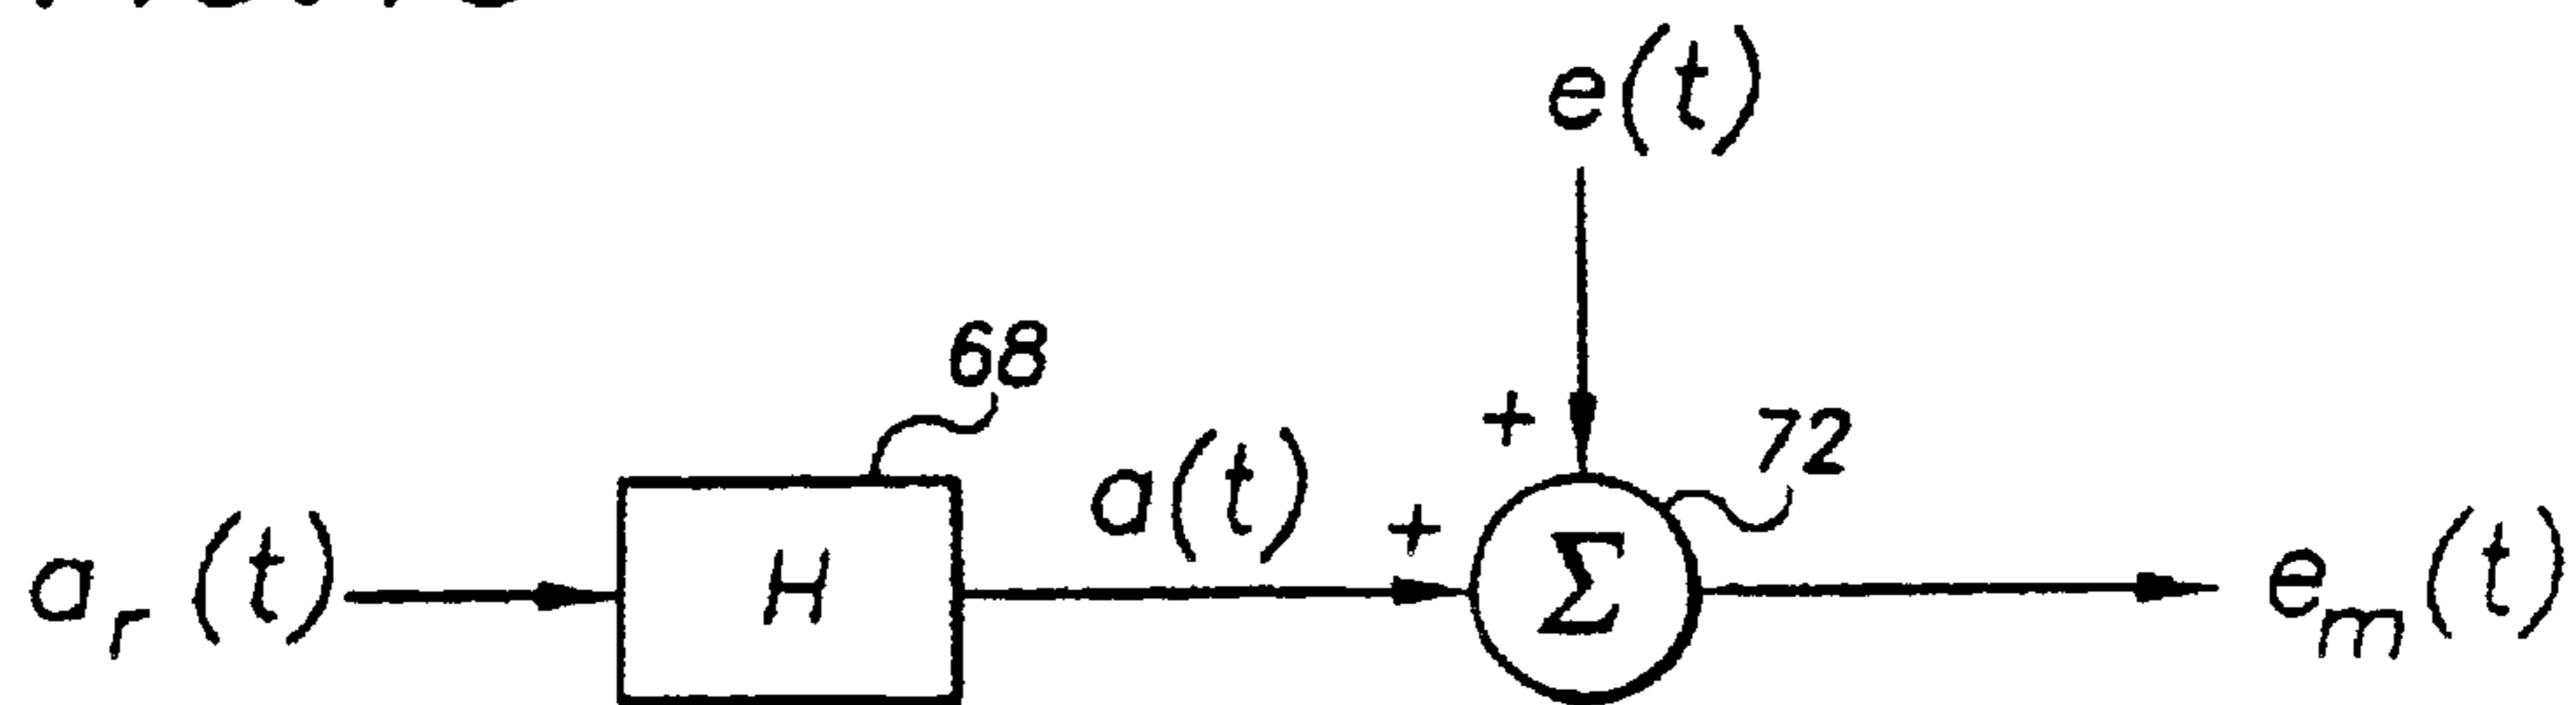 e(t)
68
+
72
a(t)
+
a_r (t)
H
Σ
e_m (t)